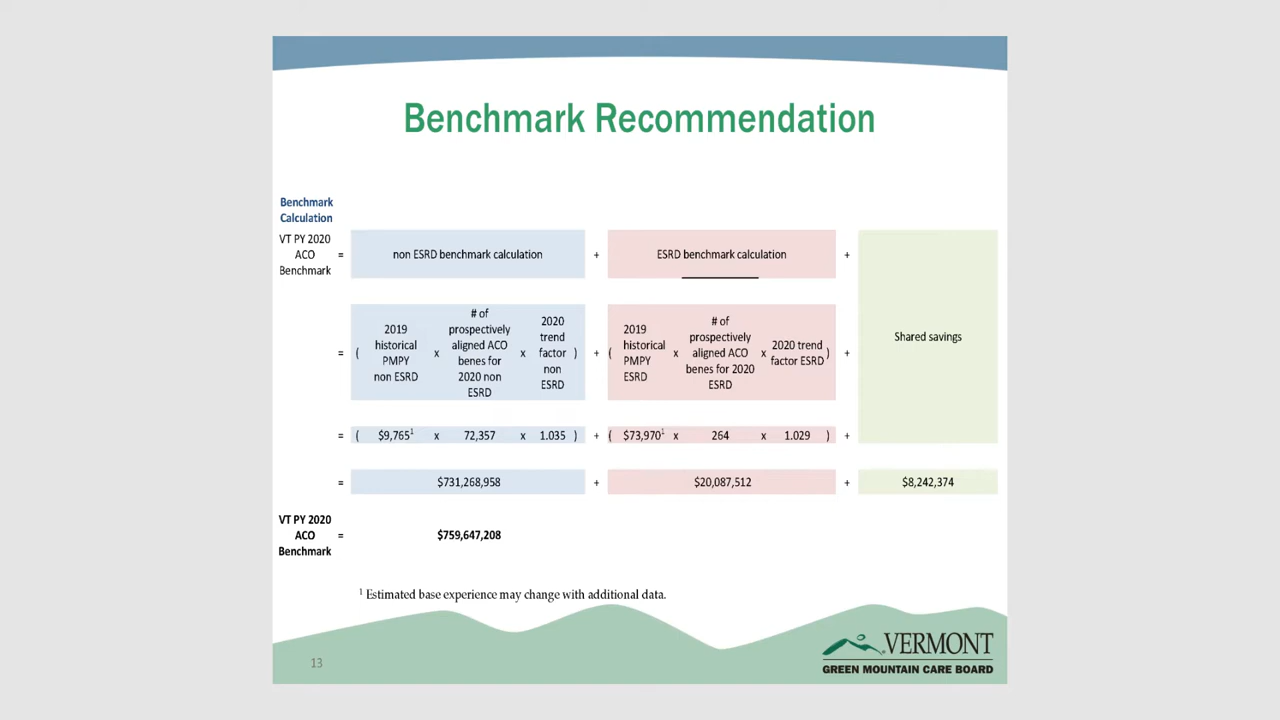 Benchmark Recommendation
Benchmark
Calculation
VT PY 2020
ACO
Benchmark
=
non ESRD benchmark calculation
+
ESRD benchmark calculation
+
Shared savings
=
(
2019
historical
PMPY
non ESRD
x
# of
prospectively
aligned ACO
benes for
2020 non
ESRD
x
2020
trend
factor
non
ESRD
)
+
(
2019
historical
PMPY
ESRD
x
# of
prospectively
aligned ACO
benes for 2020
ESRD
x
2020 trend
factor ESRD
)
+
= ( $9,765¹ x 72,357 x 1.035 ) + ( $73,970¹ x 264 x 1.029 ) +
= $731,268,958 + $20,087,512 + $8,242,374
VT PY 2020
ACO
Benchmark
=
$759,647,208
¹ Estimated base experience may change with additional data.
13
VERMONT
GREEN MOUNTAIN CARE BOARD